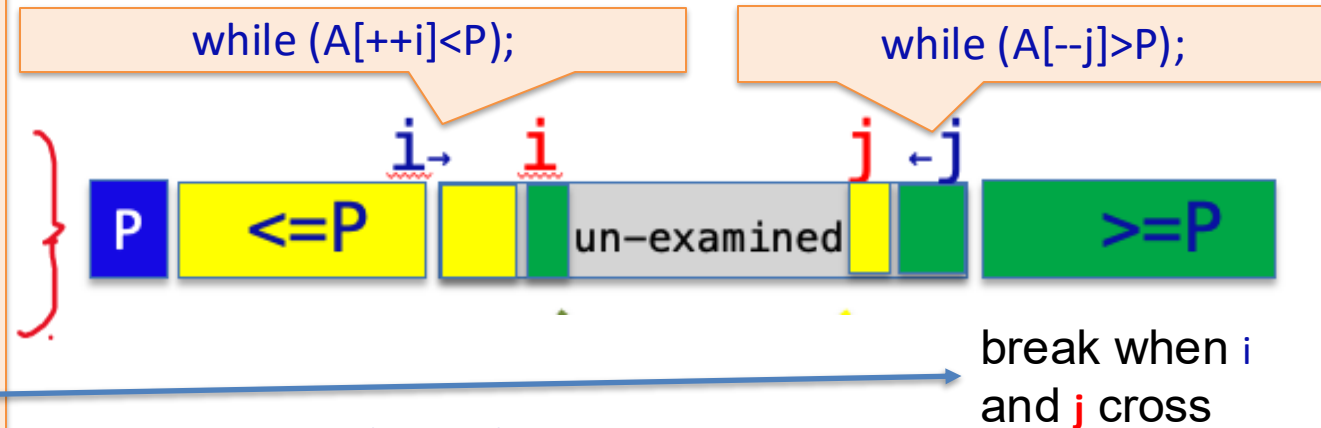 while (A[++i]<P);
while (A[--j]>P);
i→ i j ←j
P <=P un-examined >=P
break when i
and j cross